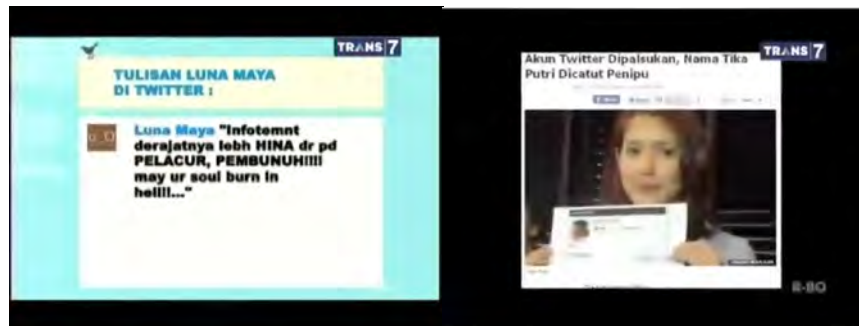 TRANS 7
TULISAN LUNA MAYA
DI TWITTER :
Luna Maya "Infotemnt
derajatnya lebh HINA dr pd
PELACUR, PEMBUNUH!!!!
may ur soul burn in
helll!..."
TRANS 7
Akun Twitter Dipalsukan, Nama Tika
Putri Dicatut Penipu
R-BO